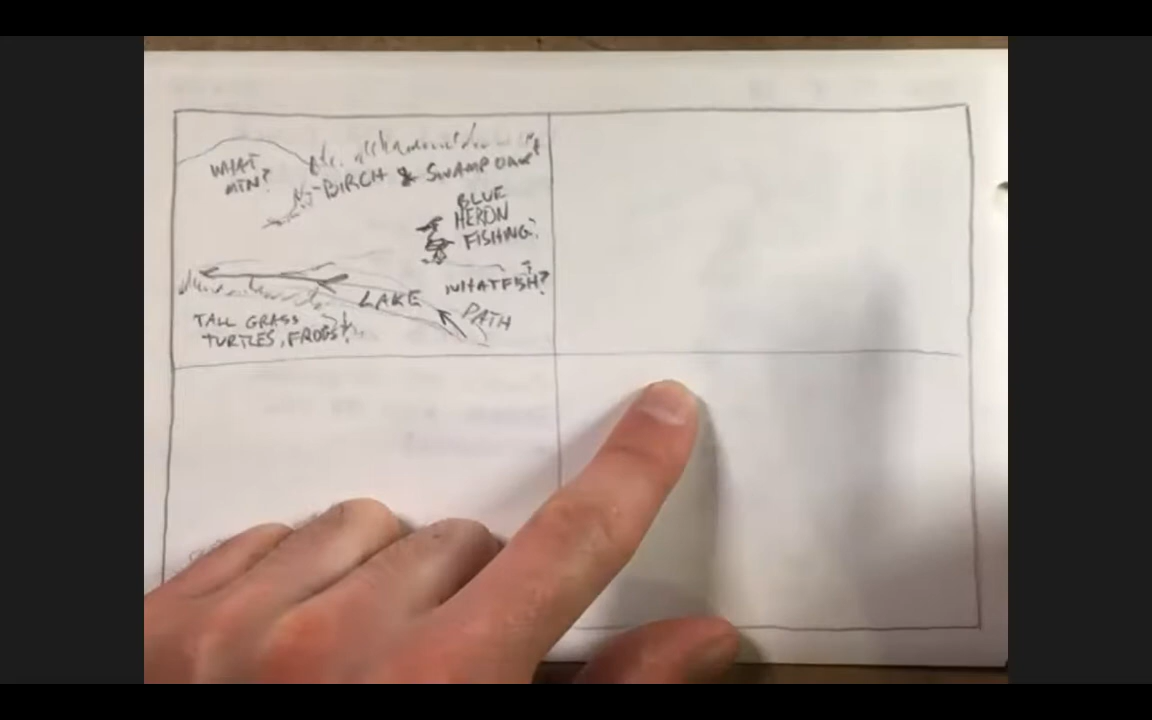 WHAT
MTN?
BIRCH & SWAMP OAK
BLUE
HERON
FISHING?
WHAT FISH?
LAKE
PATH
TALL GRASS
TURTLES, FROGS?